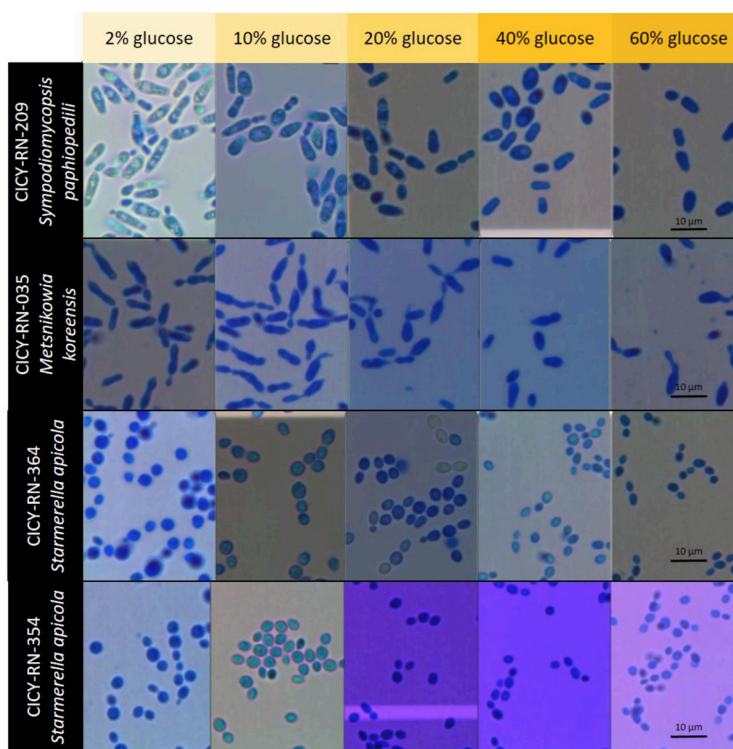 2% glucose 10% glucose 20% glucose 40% glucose 60% glucose
CICY-RN-209
Sympodiomycopsis
paphiopedili
10 µm
CICY-RN-035
Metsnikowia
koreensis
10 µm
CICY-RN-364
Starmerella apicola
10 µm
CICY-RN-354
Starmerella apicola
10 µm